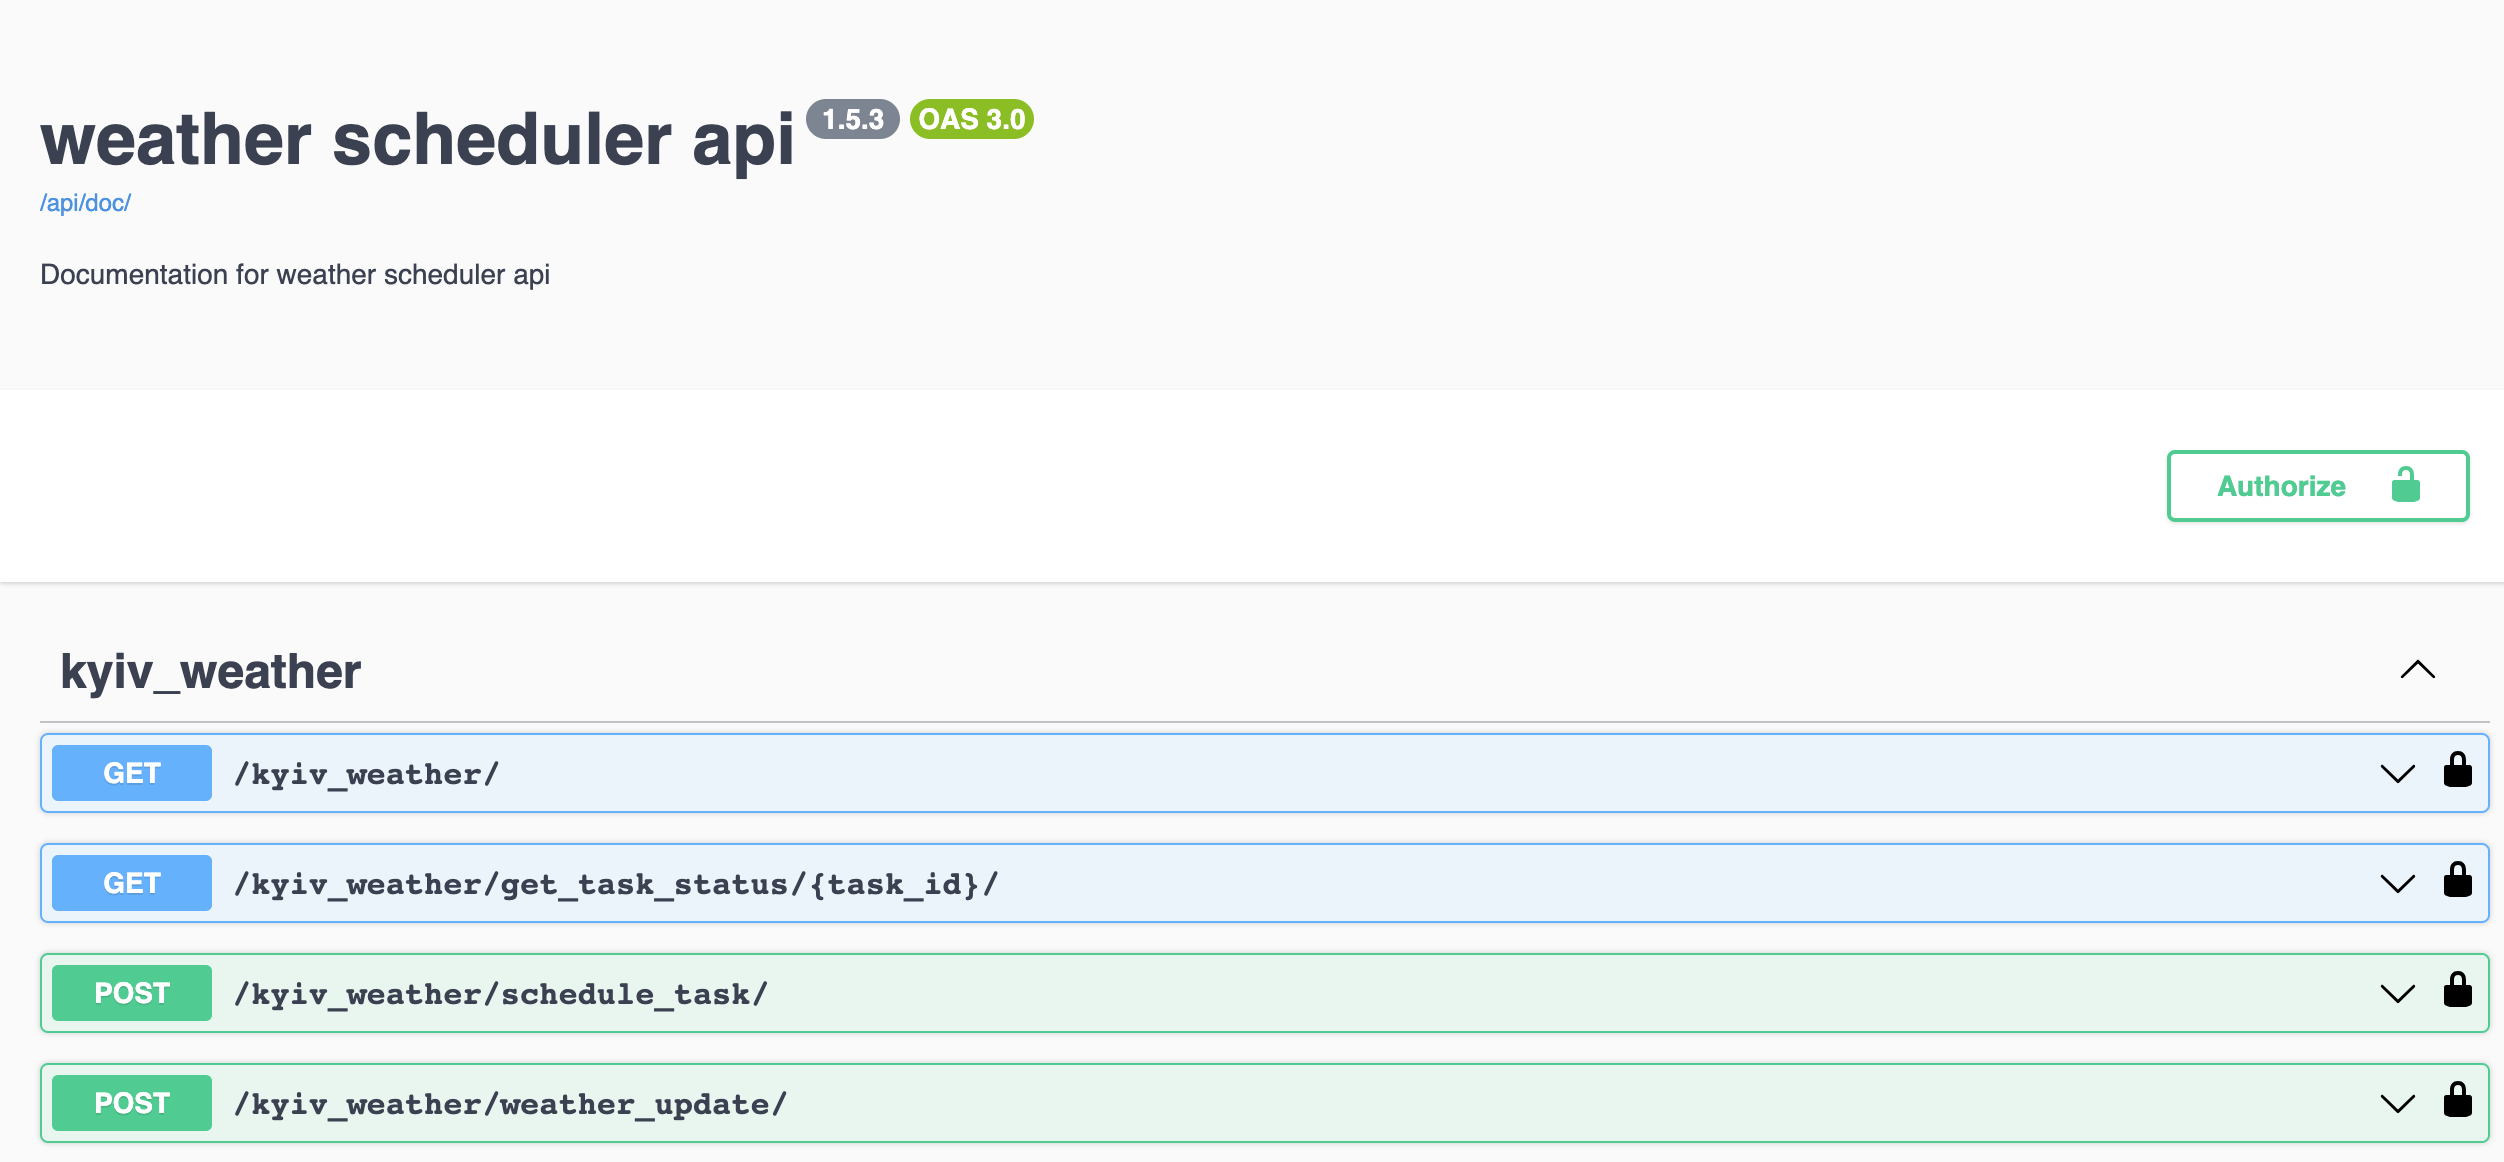 weather scheduler api 1.5.3 OAS 3.0
/api/doc/
Documentation for weather scheduler api
Authorize
kyiv_weather
GET /kyiv_weather/
GET /kyiv_weather/get_task_status/{task_id}/
POST /kyiv_weather/schedule_task/
POST /kyiv_weather/weather_update/